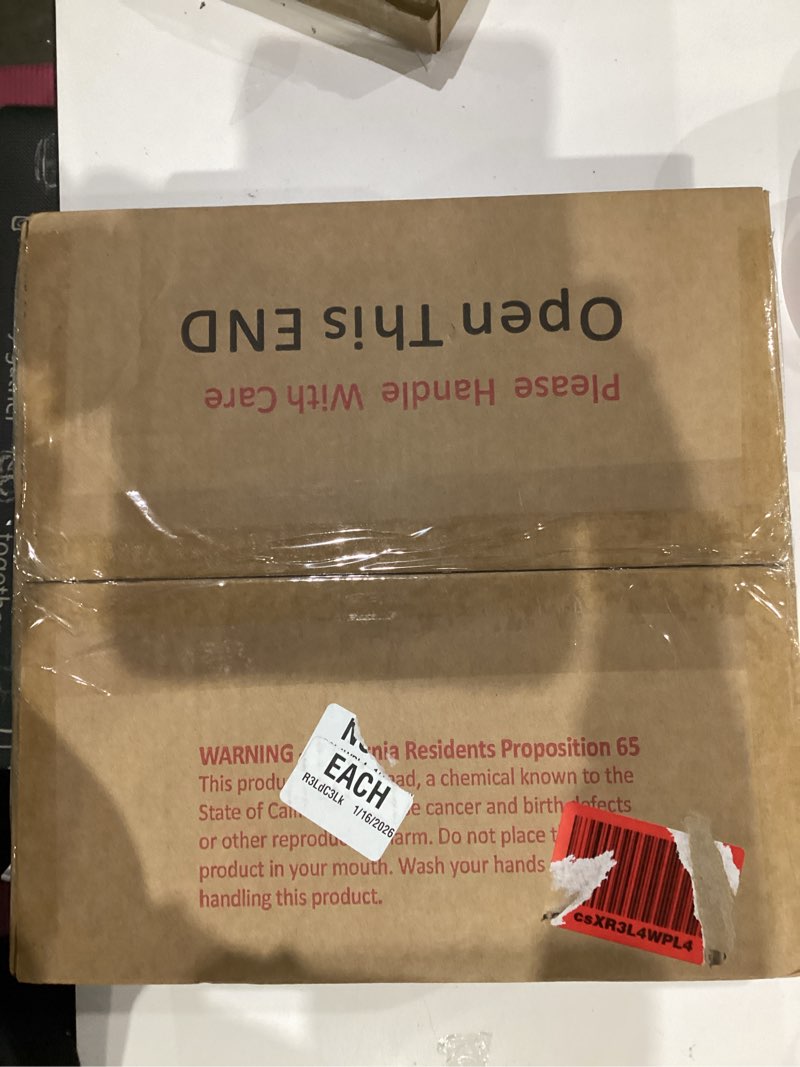 Open This END
Please Handle With Care
WARNING nia Residents Proposition 65
This produ ad, a chemical known to the
State of Cali e cancer and birth defects
or other reprodu arm. Do not place t
product in your mouth. Wash your hands
handling this product.
EACH
R3LdC3Lk 1/16/2026
csXR3L4WPL4